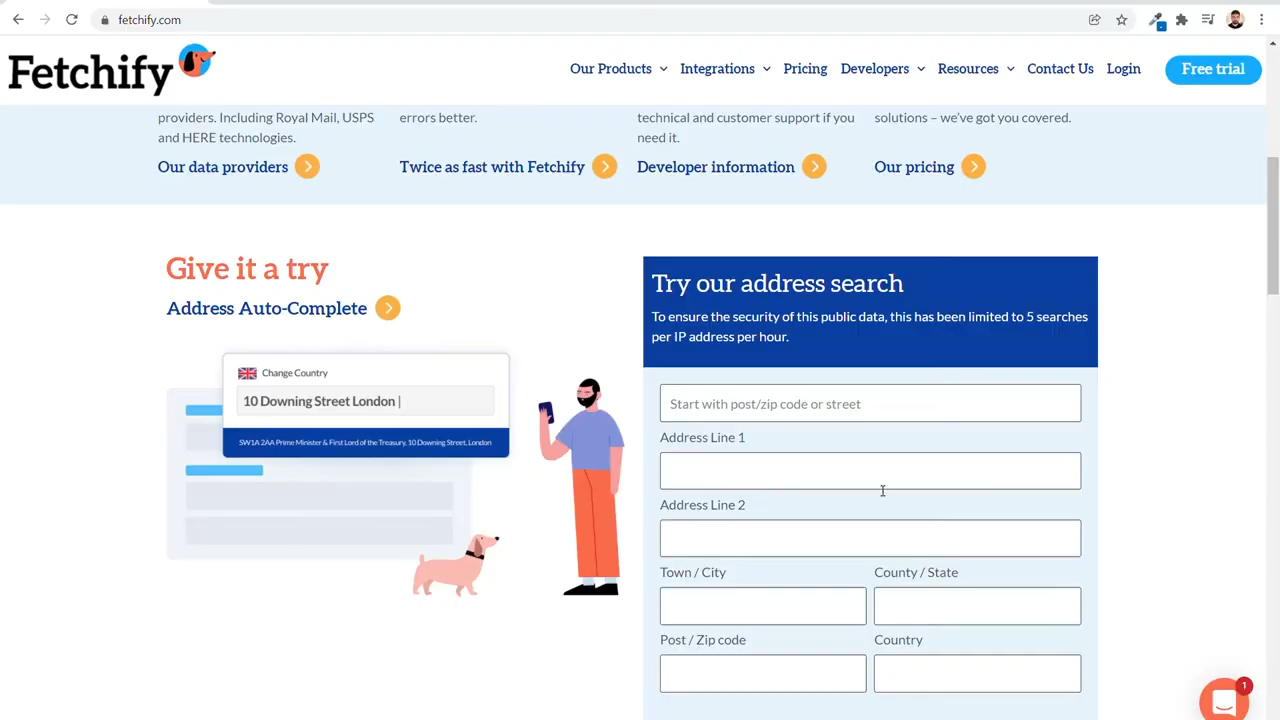 fetchify.com
Fetchify
Our Products Integrations Pricing Developers Resources Contact Us Login Free trial
providers. Including Royal Mail, USPS
and HERE technologies.
errors better.
technical and customer support if you
need it.
solutions – we've got you covered.
Our data providers
Twice as fast with Fetchify
Developer information
Our pricing
Give it a try
Address Auto-Complete
Change Country
10 Downing Street London |
SW1A 2AA Prime Minister & First Lord of the Treasury, 10 Downing Street, London
Try our address search
To ensure the security of this public data, this has been limited to 5 searches
per IP address per hour.
Start with post/zip code or street
Address Line 1
Address Line 2
Town / City County / State
Post / Zip code Country
1